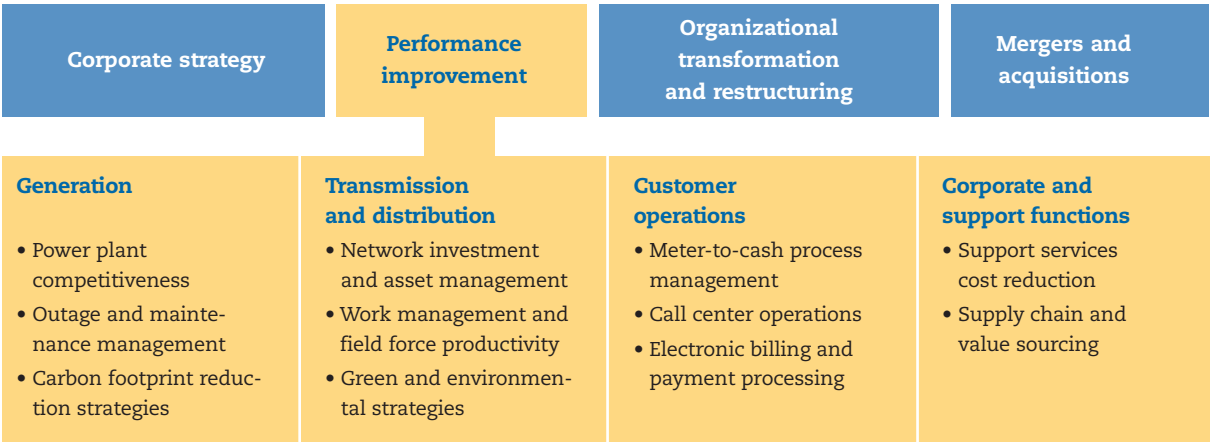 Corporate strategy
Performance
improvement
Organizational
transformation
and restructuring
Mergers and
acquisitions
Generation
• Power plant
competitiveness
• Outage and mainte-
nance management
• Carbon footprint reduc-
tion strategies
Transmission
and distribution
• Network investment
and asset management
• Work management and
field force productivity
• Green and environmen-
tal strategies
Customer
operations
• Meter-to-cash process
management
• Call center operations
• Electronic billing and
payment processing
Corporate and
support functions
• Support services
cost reduction
• Supply chain and
value sourcing